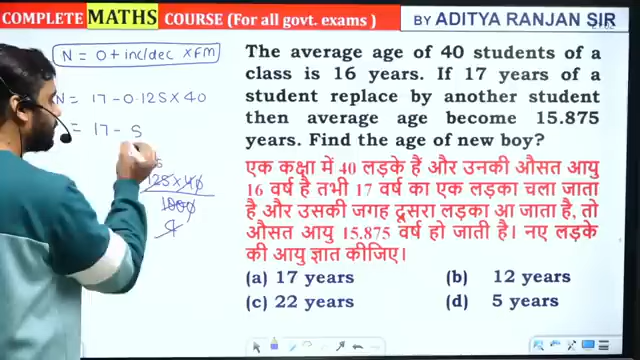 COMPLETE MATHS COURSE (For all govt. exams)
BY ADITYA RANJAN SIR
N = O + inc/dec × FM
N = 17 - 0.125 × 40
= 17 - 5
125 × 40
1000
The average age of 40 students of a
class is 16 years. If 17 years of a
student replace by another student
then average age become 15.875
years. Find the age of new boy?
एक कक्षा में 40 लड़के हैं और उनकी औसत आयु
16 वर्ष है तभी 17 वर्ष का एक लड़का चला जाता
है और उसकी जगह दूसरा लड़का आ जाता है, तो
औसत आयु 15.875 वर्ष हो जाती है। नए लड़के
की आयु ज्ञात कीजिए।
(a) 17 years (b) 12 years
(c) 22 years (d) 5 years